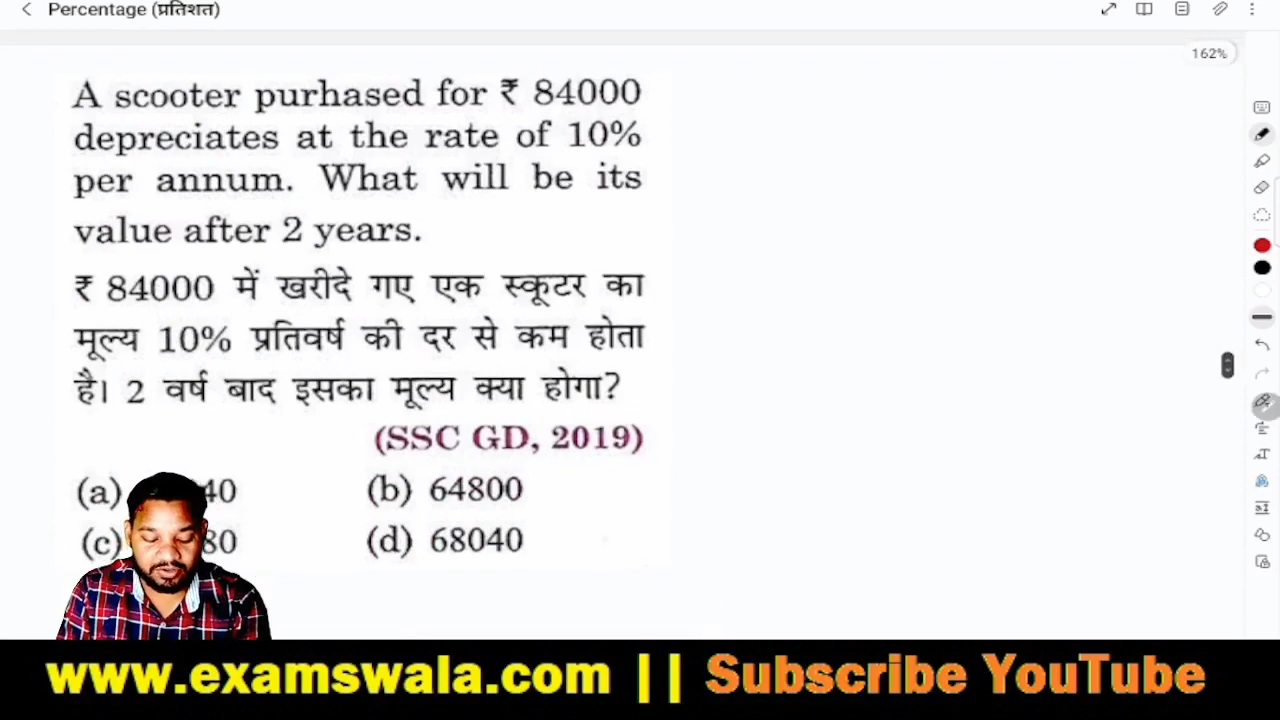 Percentage (प्रतिशत)
162%
A scooter purhased for ₹ 84000
depreciates at the rate of 10%
per annum. What will be its
value after 2 years.
₹ 84000 में खरीदे गए एक स्कूटर का
मूल्य 10% प्रतिवर्ष की दर से कम होता
है। 2 वर्ष बाद इसका मूल्य क्या होगा?
(SSC GD, 2019)
(a) 40 (b) 64800
(c) 80 (d) 68040
www.examswala.com || Subscribe YouTube